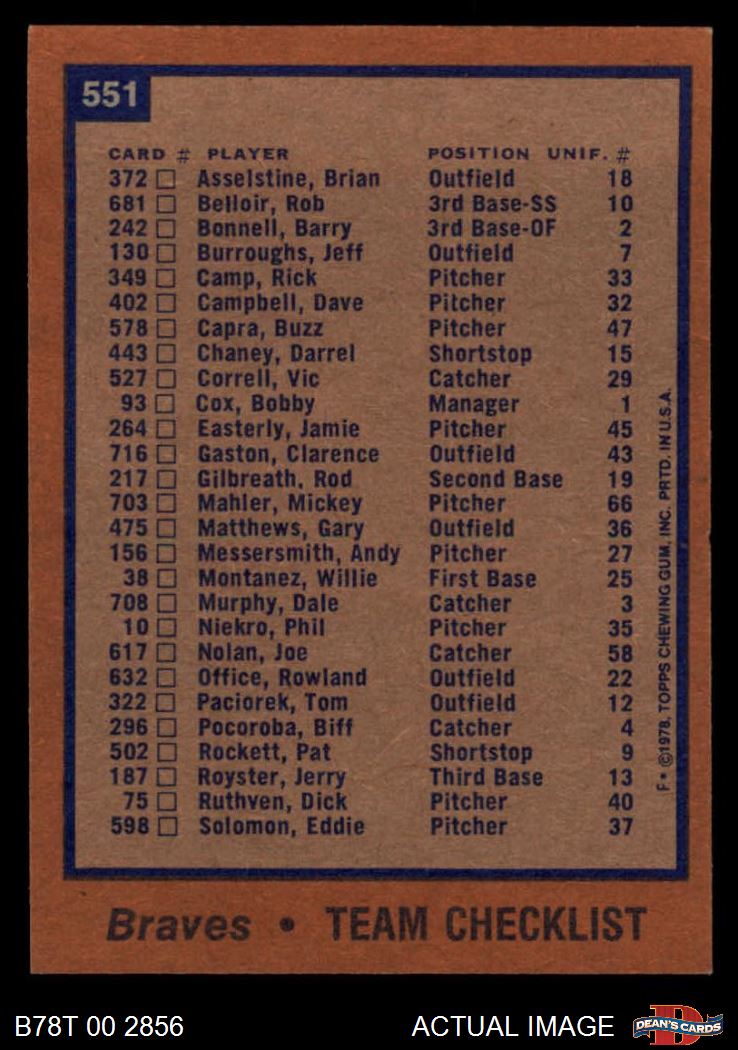 551
CARD # PLAYER POSITION UNIF. #
372 Asselstine, Brian Outfield 18
681 Belloir, Rob 3rd Base-SS 10
242 Bonnell, Barry 3rd Base-OF 2
130 Burroughs, Jeff Outfield 7
349 Camp, Rick Pitcher 33
402 Campbell, Dave Pitcher 32
578 Capra, Buzz Pitcher 47
443 Chaney, Darrel Shortstop 15
527 Correll, Vic Catcher 29
93 Cox, Bobby Manager 1
264 Easterly, Jamie Pitcher 45
716 Gaston, Clarence Outfield 43
217 Gilbreath, Rod Second Base 19
703 Mahler, Mickey Pitcher 66
475 Matthews, Gary Outfield 36
156 Messersmith, Andy Pitcher 27
38 Montanez, Willie First Base 25
708 Murphy, Dale Catcher 3
10 Niekro, Phil Pitcher 35
617 Nolan, Joe Catcher 58
632 Office, Rowland Outfield 22
322 Paciorek, Tom Outfield 12
296 Pocoroba, Biff Catcher 4
502 Rockett, Pat Shortstop 9
187 Royster, Jerry Third Base 13
75 Ruthven, Dick Pitcher 40
598 Solomon, Eddie Pitcher 37
F* ©1978, TOPPS CHEWING GUM, INC. PRTD. IN U.S.A.
Braves • TEAM CHECKLIST
B78T 00 2856 ACTUAL IMAGE
DEAN'S CARDS